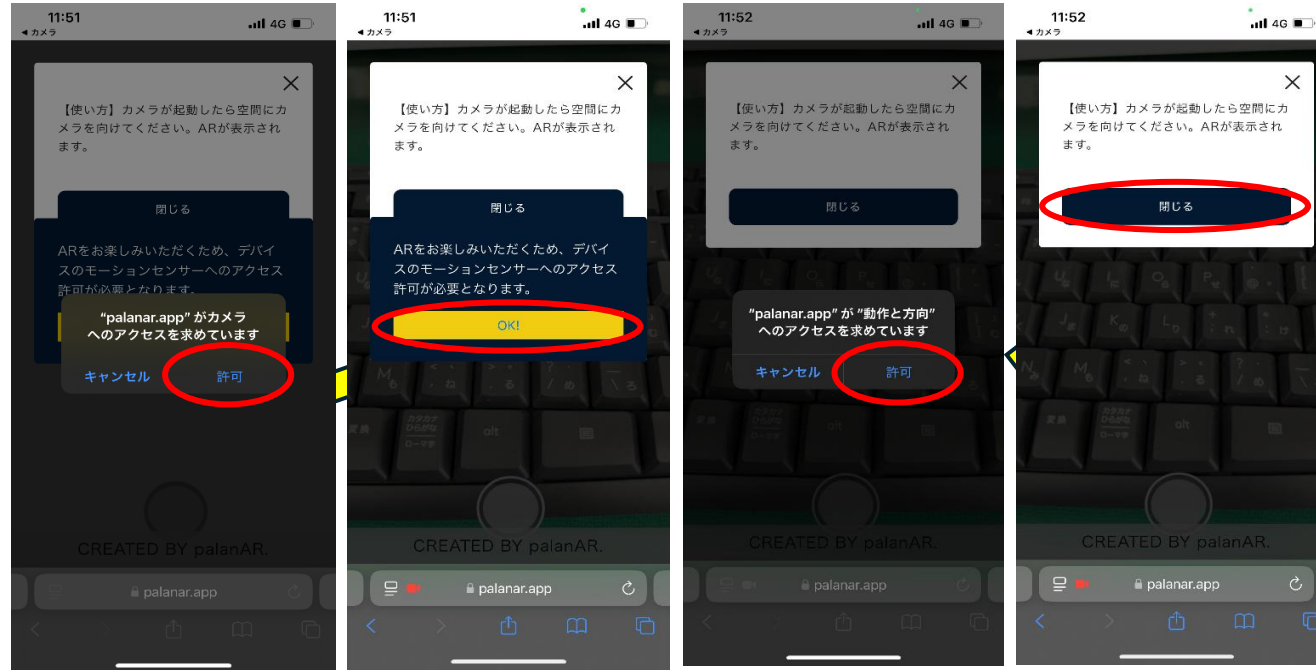 11:51
4G
◀ カメラ
【使い方】カメラが起動したら空間にカ
メラを向けてください。ARが表示され
ます。
閉じる
ARをお楽しみいただくため、デバイ
スのモーションセンサーへのアクセス
許可が必要となります。
"palanar.app" がカメラ
へのアクセスを求めています
キャンセル 許可
CREATED BY palanAR.
palanar.app
11:51
4G
◀ カメラ
【使い方】カメラが起動したら空間にカ
メラを向けてください。ARが表示され
ます。
閉じる
ARをお楽しみいただくため、デバイ
スのモーションセンサーへのアクセス
許可が必要となります。
OK!
CREATED BY palanAR.
palanar.app
11:52
4G
◀ カメラ
【使い方】カメラが起動したら空間にカ
メラを向けてください。ARが表示され
ます。
閉じる
"palanar.app" が "動作と方向"
へのアクセスを求めています
キャンセル 許可
alt
CREATED BY palanAR.
palanar.app
11:52
4G
◀ カメラ
【使い方】カメラが起動したら空間にカ
メラを向けてください。ARが表示され
ます。
閉じる
alt
CREATED BY palanAR.
palanar.app